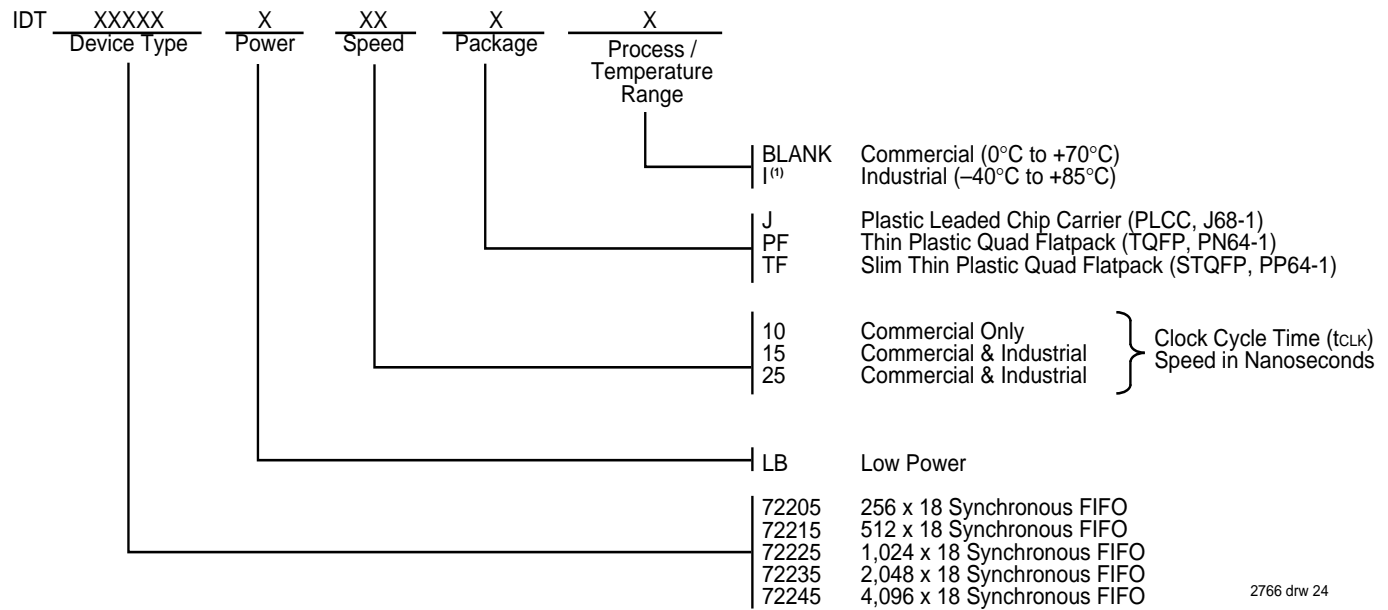 IDT XXXXX X XX X X
Device Type Power Speed Package Process /
Temperature
Range
BLANK Commercial (0°C to +70°C)
I(1) Industrial (–40°C to +85°C)
J Plastic Leaded Chip Carrier (PLCC, J68-1)
PF Thin Plastic Quad Flatpack (TQFP, PN64-1)
TF Slim Thin Plastic Quad Flatpack (STQFP, PP64-1)
10 Commercial Only
15 Commercial & Industrial
25 Commercial & Industrial
Clock Cycle Time (tCLK)
Speed in Nanoseconds
LB Low Power
72205 256 x 18 Synchronous FIFO
72215 512 x 18 Synchronous FIFO
72225 1,024 x 18 Synchronous FIFO
72235 2,048 x 18 Synchronous FIFO
72245 4,096 x 18 Synchronous FIFO
2766 drw 24